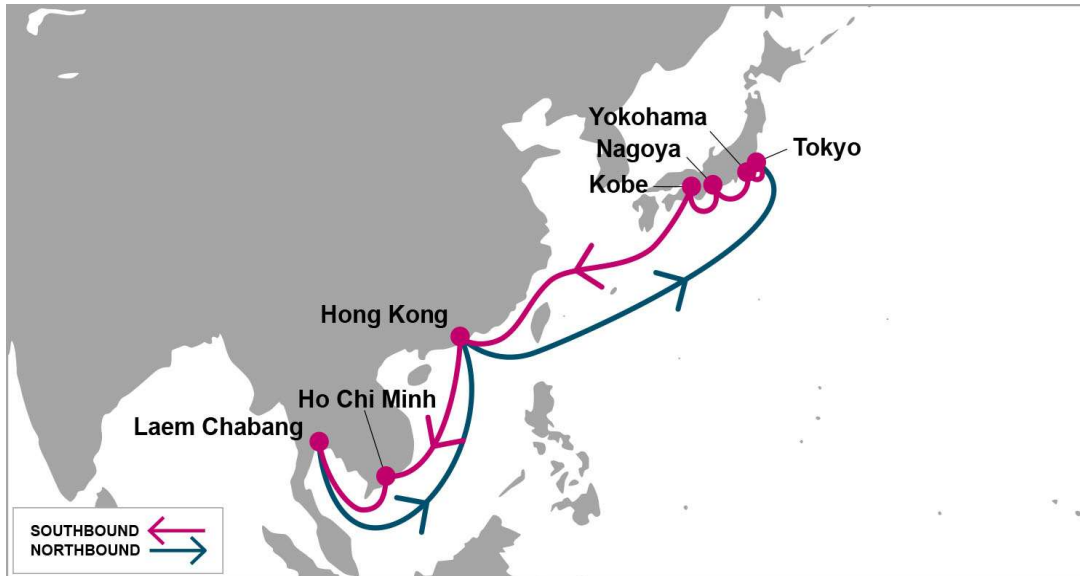 Yokohama
Nagoya
Tokyo
Kobe
Hong Kong
Ho Chi Minh
Laem Chabang
SOUTHBOUND
NORTHBOUND